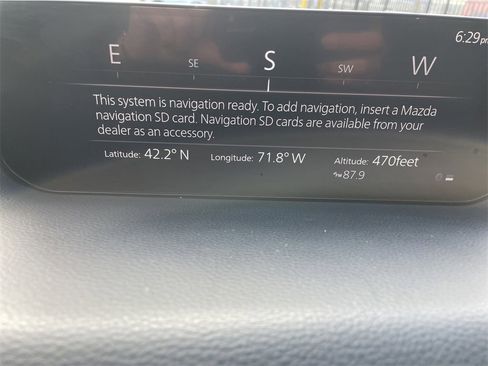 6:29pm
E SE S SW W
This system is navigation ready. To add navigation, insert a Mazda
navigation SD card. Navigation SD cards are available from your
dealer as an accessory.
Latitude: 42.2° N Longitude: 71.8° W Altitude: 470feet
87.9